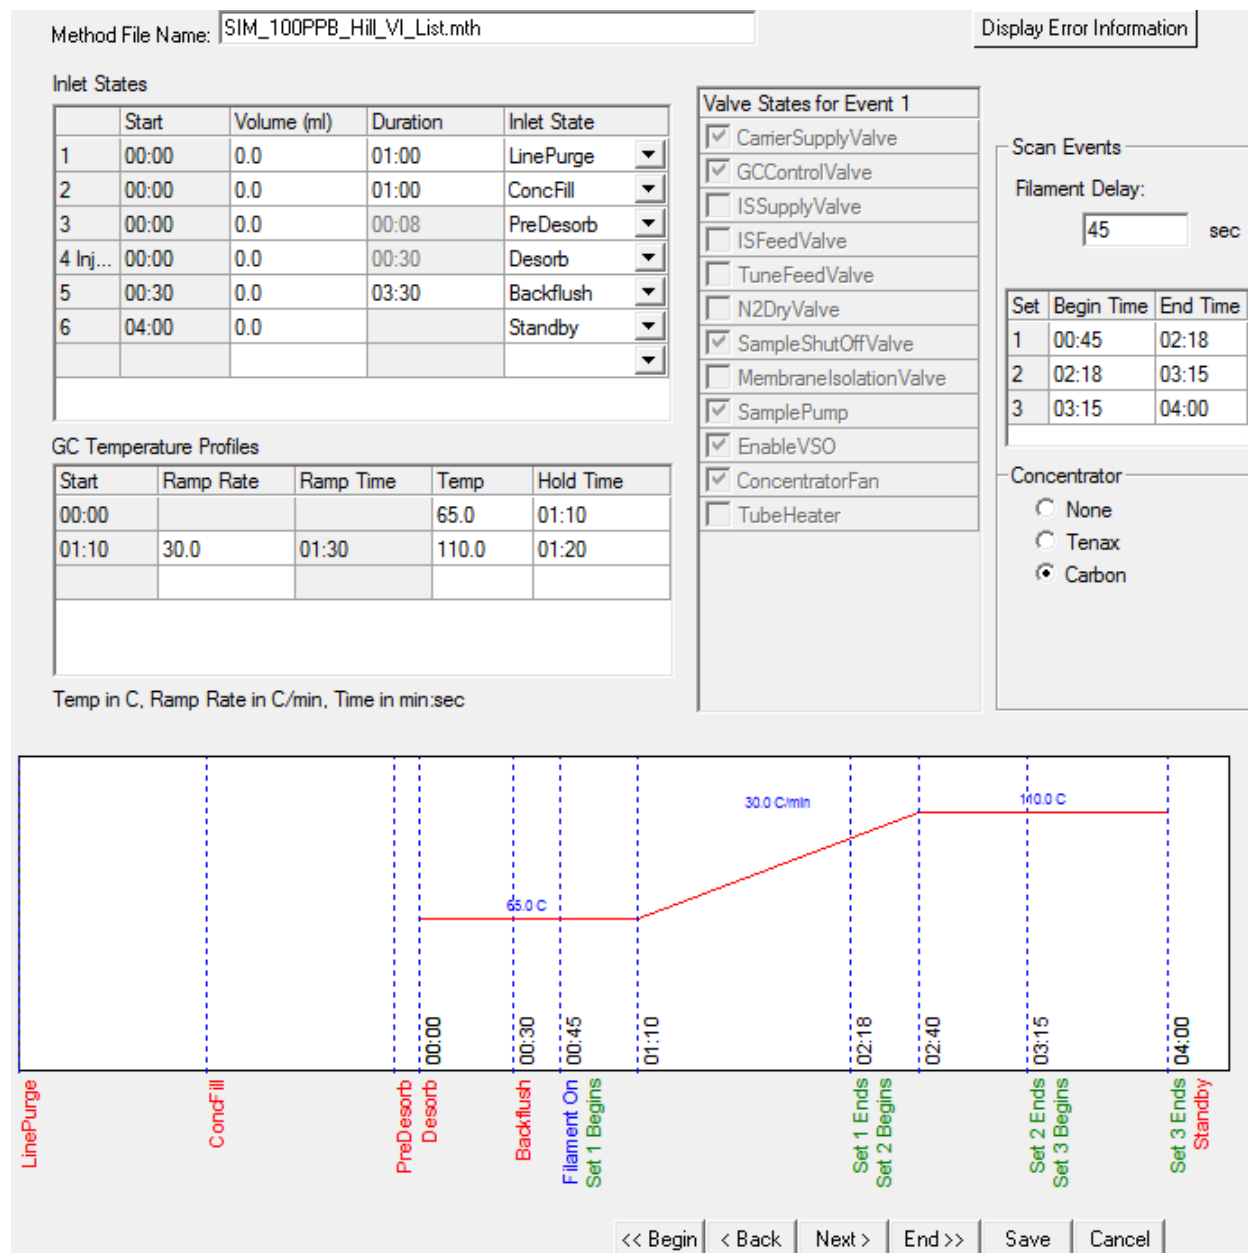 Method File Name: SIM_100PPB_Hill_VI_List.mth
Display Error Information
Inlet States
Start Volume (ml) Duration Inlet State
1 00:00 0.0 01:00 LinePurge
2 00:00 0.0 01:00 ConcFill
3 00:00 0.0 00:08 PreDesorb
4 Inj... 00:00 0.0 00:30 Desorb
5 00:30 0.0 03:30 Backflush
6 04:00 0.0 Standby
GC Temperature Profiles
Start Ramp Rate Ramp Time Temp Hold Time
00:00 65.0 01:10
01:10 30.0 01:30 110.0 01:20
Temp in C, Ramp Rate in C/min, Time in min:sec
Valve States for Event 1
CarrierSupplyValve
GCControlValve
ISSupplyValve
ISFeedValve
TuneFeedValve
N2DryValve
SampleShutOffValve
MembraneIsolationValve
SamplePump
EnableVSO
ConcentratorFan
TubeHeater
Scan Events
Filament Delay:
45 sec
Set Begin Time End Time
1 00:45 02:18
2 02:18 03:15
3 03:15 04:00
Concentrator
None
Tenax
Carbon
30.0 C/min
110.0 C
65.0 C
00:00
00:30
00:45
01:10
02:18
02:40
03:15
04:00
LinePurge
ConcFill
PreDesorb
Desorb
Backflush
Filament On
Set 1 Begins
Set 1 Ends
Set 2 Begins
Set 2 Ends
Set 3 Begins
Set 3 Ends
Standby
<< Begin < Back Next > End >> Save Cancel